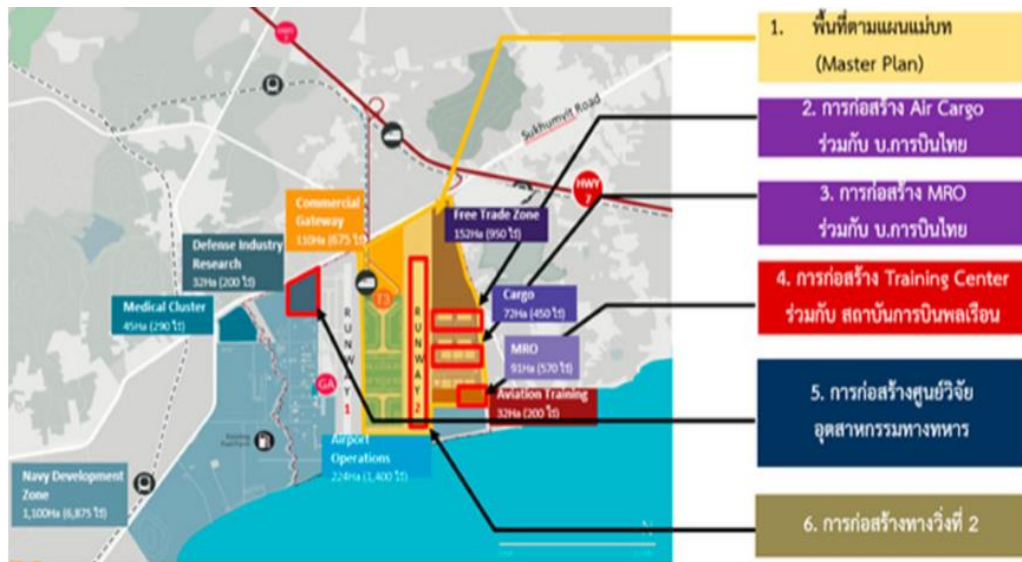 1. พื้นที่ตามแผนแม่บท
(Master Plan)
2. การก่อสร้าง Air Cargo
ร่วมกับ บ.การบินไทย
3. การก่อสร้าง MRO
ร่วมกับ บ.การบินไทย
4. การก่อสร้าง Training Center
ร่วมกับ สถาบันการบินพลเรือน
5. การก่อสร้างศูนย์วิจัย
อุตสาหกรรมทางทหาร
6. การก่อสร้างทางวิ่งที่ 2
Sukhumvit Road
HWY
7
Commercial
Gateway
110Ha (675 ไร่)
Free Trade Zone
152Ha (950 ไร่)
Defense Industry
Research
32Ha (200 ไร่)
Medical Cluster
45Ha (290 ไร่)
T3
RUNWAY 1
RUNWAY 2
Cargo
72Ha (450 ไร่)
MRO
91Ha (570 ไร่)
Aviation Training
32Ha (200 ไร่)
GA
Airport
Operations
224Ha (1,400 ไร่)
Navy Development
Zone
1,100Ha (6,875 ไร่)
N